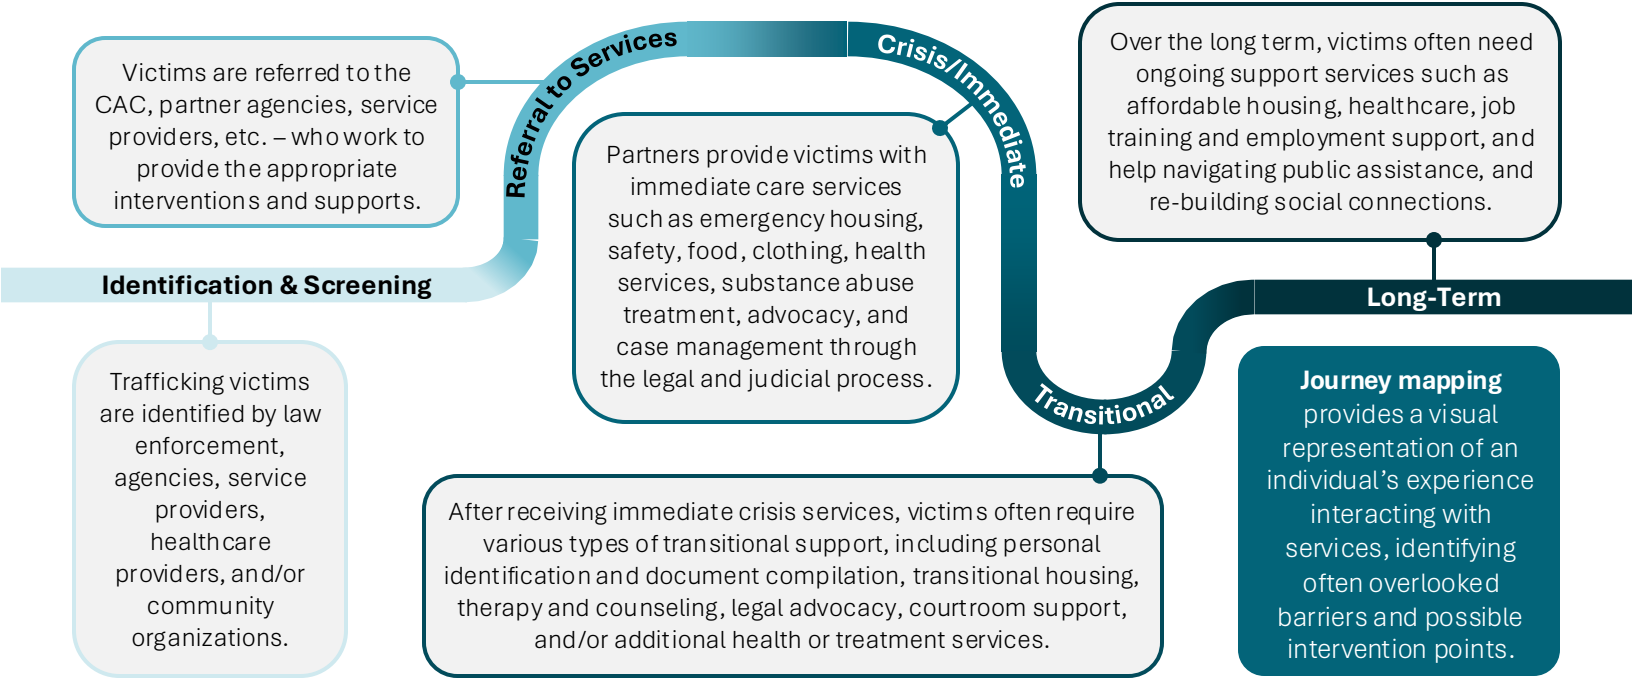 Victims are referred to the
CAC, partner agencies, service
providers, etc. – who work to
provide the appropriate
interventions and supports.
Referral to Services
Crisis/Immediate
Over the long term, victims often need
ongoing support services such as
affordable housing, healthcare, job
training and employment support, and
help navigating public assistance, and
re-building social connections.
Partners provide victims with
immediate care services
such as emergency housing,
safety, food, clothing, health
services, substance abuse
treatment, advocacy, and
case management through
the legal and judicial process.
Identification & Screening
Long-Term
Trafficking victims
are identified by law
enforcement,
agencies, service
providers,
healthcare
providers, and/or
community
organizations.
Transitional
After receiving immediate crisis services, victims often require
various types of transitional support, including personal
identification and document compilation, transitional housing,
therapy and counseling, legal advocacy, courtroom support,
and/or additional health or treatment services.
Journey mapping
provides a visual
representation of an
individual’s experience
interacting with
services, identifying
often overlooked
barriers and possible
intervention points.